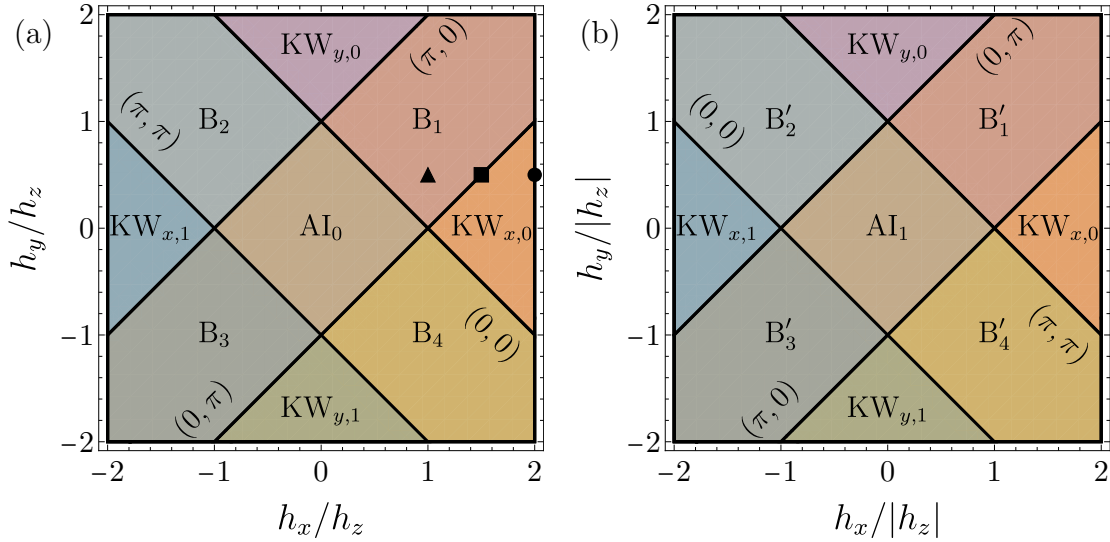 (a)
2
1
0
−1
−2
h_y/h_z
KW_{y,0}
(π, 0)
(π, π)
B_2
B_1
KW_{x,1}
AI_0
KW_{x,0}
B_3
B_4
(0, 0)
(0, π)
KW_{y,1}
−2
−1
0
1
2
h_x/h_z
(b)
2
1
0
−1
−2
h_y/|h_z|
KW_{y,0}
(0, π)
(0, 0)
B′_2
B′_1
KW_{x,1}
AI_1
KW_{x,0}
B′_3
B′_4
(π, π)
(π, 0)
KW_{y,1}
−2
−1
0
1
2
h_x/|h_z|